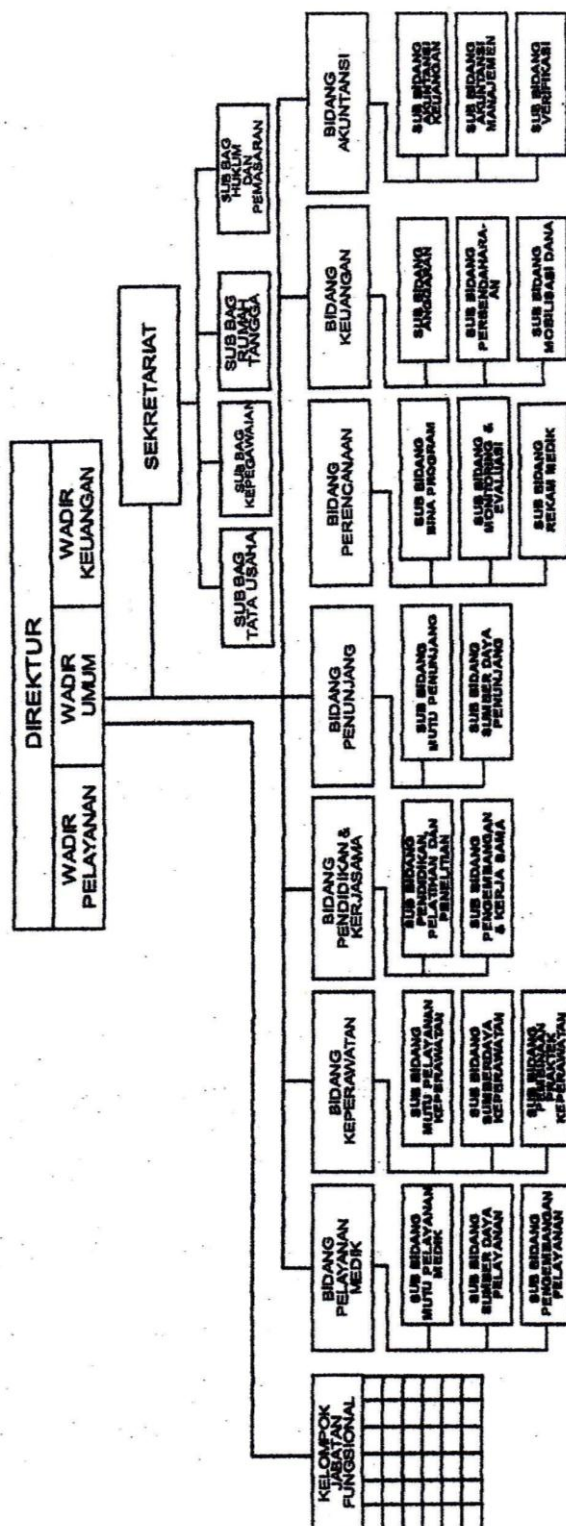 DIREKTUR
WADIR
PELAYANAN
WADIR
UMUM
WADIR
KEUANGAN
SEKRETARIAT
SUB BAG
TATA USAHA
SUB BAG
KEPEGAWAIAN
SUB BAG
RUMAH
TANGGA
SUB BAG
HUKUM
DAN
PEMASARAN
KELOMPOK
JABATAN
FUNGSIONAL
BIDANG
PELAYANAN
MEDIK
SUB BIDANG
MUTU PELAYANAN
MEDIK
SUB BIDANG
SUMBER DAYA
PELAYANAN
SUB BIDANG
PENGEMBANGAN
PELAYANAN
BIDANG
KEPERAWATAN
SUB BIDANG
MUTU PELAYANAN
KEPERAWATAN
SUB BIDANG
SUMBERDAYA
KEPERAWATAN
SUB BIDANG
PEMBINAAN
PRAKTEK
KEPERAWATAN
BIDANG
PENDIDIKAN &
KERJASAMA
SUB BIDANG
PENDIDIKAN,
PELATIHAN DAN
PENELITIAN
SUB BIDANG
PENGEMBANGAN
& KERJA SAMA
BIDANG
PENUNJANG
SUB BIDANG
MUTU PENUNJANG
SUB BIDANG
SUMBER DAYA
PENUNJANG
BIDANG
PERENCANAAN
SUB BIDANG
BINA PROGRAM
SUB BIDANG
MONITORING &
EVALUASI
SUB BIDANG
REKAM MEDIK
BIDANG
KEUANGAN
SUB BIDANG
ANGGARAN
SUB BIDANG
PERBENDAHARA-
AN
SUB BIDANG
MOBILISASI DANA
BIDANG
AKUNTANSI
SUB BIDANG
AKUNTANSI
KEUANGAN
SUB BIDANG
AKUNTANSI
MANAJEMEN
SUB BIDANG
VERIFIKASI